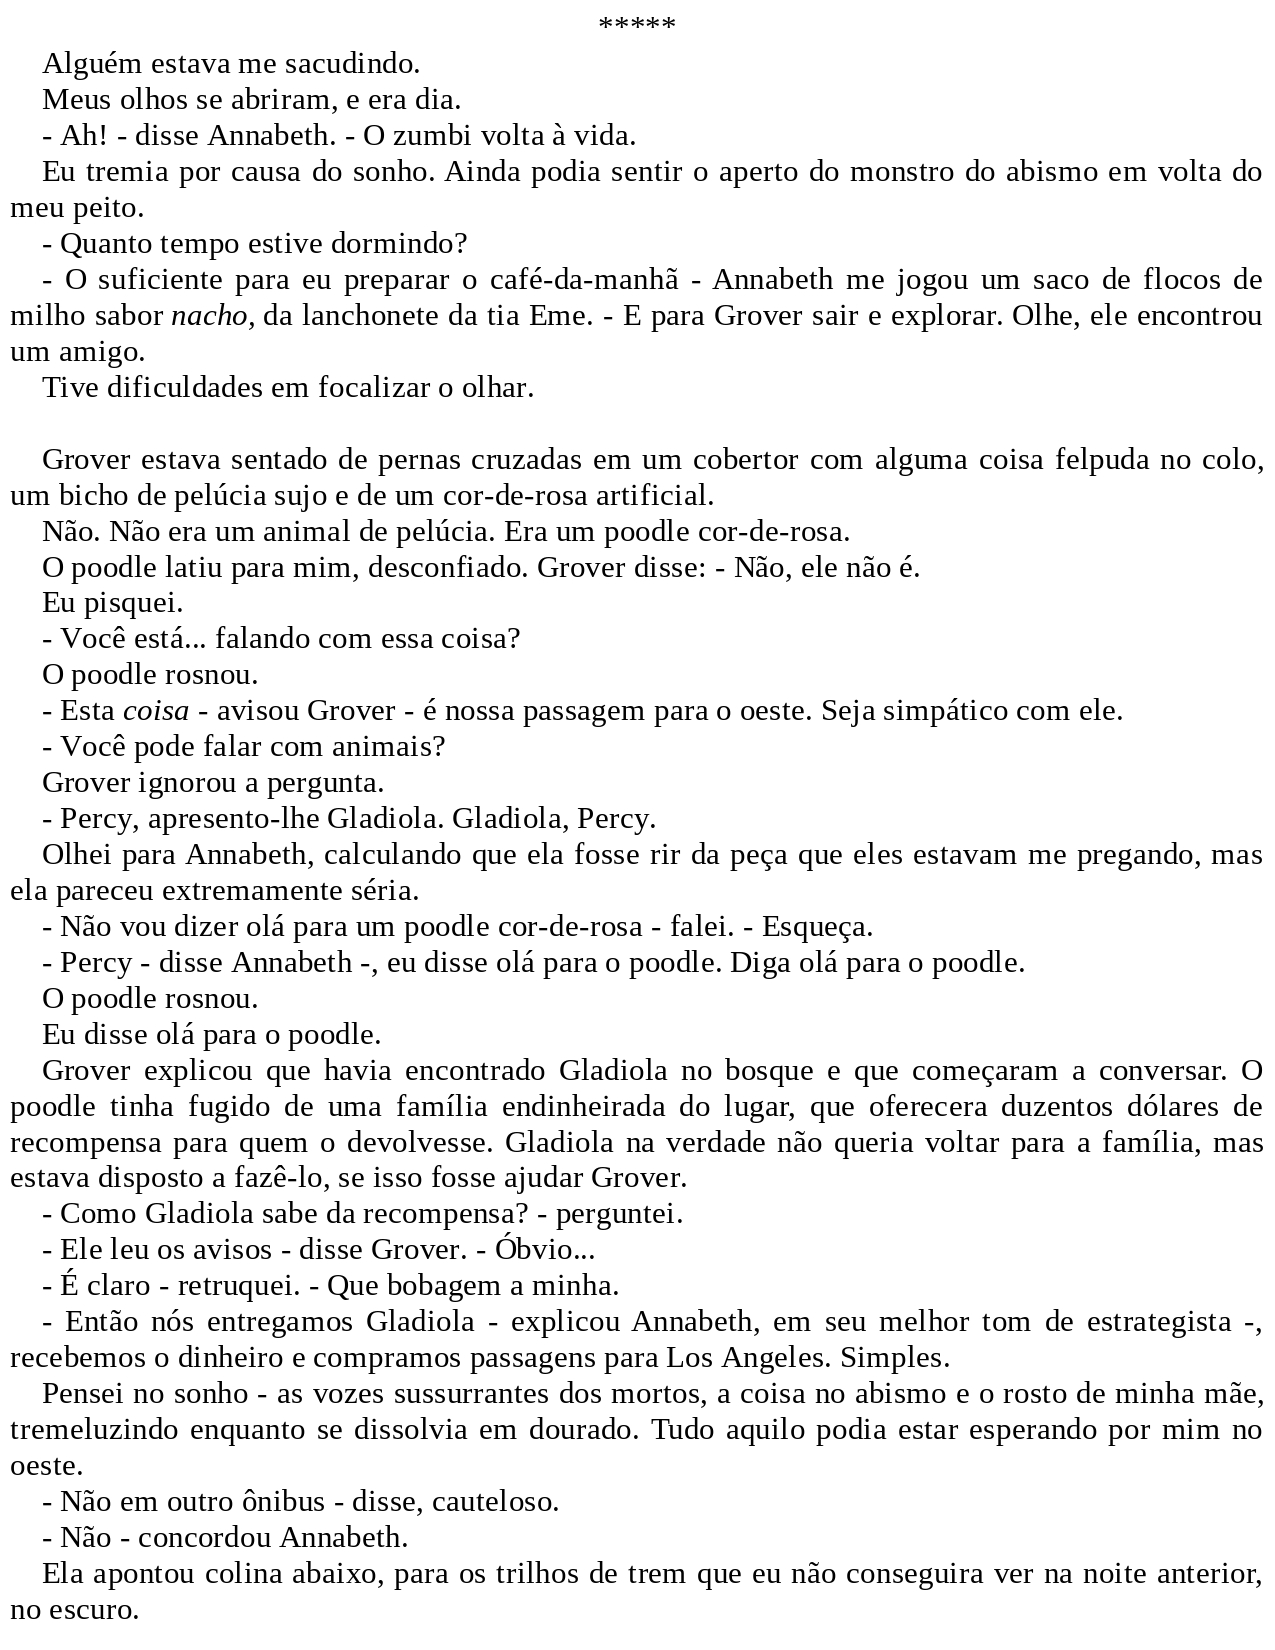 *****
Alguém estava me sacudindo.
Meus olhos se abriram, e era dia.
- Ah! - disse Annabeth. - O zumbi volta à vida.
Eu tremia por causa do sonho. Ainda podia sentir o aperto do monstro do abismo em volta do
meu peito.
- Quanto tempo estive dormindo?
- O suficiente para eu preparar o café-da-manhã - Annabeth me jogou um saco de flocos de
milho sabor nacho, da lanchonete da tia Eme. - E para Grover sair e explorar. Olhe, ele encontrou
um amigo.
Tive dificuldades em focalizar o olhar.
Grover estava sentado de pernas cruzadas em um cobertor com alguma coisa felpuda no colo,
um bicho de pelúcia sujo e de um cor-de-rosa artificial.
Não. Não era um animal de pelúcia. Era um poodle cor-de-rosa.
O poodle latiu para mim, desconfiado. Grover disse: - Não, ele não é.
Eu pisquei.
- Você está... falando com essa coisa?
O poodle rosnou.
- Esta coisa - avisou Grover - é nossa passagem para o oeste. Seja simpático com ele.
- Você pode falar com animais?
Grover ignorou a pergunta.
- Percy, apresento-lhe Gladiola. Gladiola, Percy.
Olhei para Annabeth, calculando que ela fosse rir da peça que eles estavam me pregando, mas
ela pareceu extremamente séria.
- Não vou dizer olá para um poodle cor-de-rosa - falei. - Esqueça.
- Percy - disse Annabeth -, eu disse olá para o poodle. Diga olá para o poodle.
O poodle rosnou.
Eu disse olá para o poodle.
Grover explicou que havia encontrado Gladiola no bosque e que começaram a conversar. O
poodle tinha fugido de uma família endinheirada do lugar, que oferecera duzentos dólares de
recompensa para quem o devolvesse. Gladiola na verdade não queria voltar para a família, mas
estava disposto a fazê-lo, se isso fosse ajudar Grover.
- Como Gladiola sabe da recompensa? - perguntei.
- Ele leu os avisos - disse Grover. - Óbvio...
- É claro - retruquei. - Que bobagem a minha.
- Então nós entregamos Gladiola - explicou Annabeth, em seu melhor tom de estrategista -,
recebemos o dinheiro e compramos passagens para Los Angeles. Simples.
Pensei no sonho - as vozes sussurrantes dos mortos, a coisa no abismo e o rosto de minha mãe,
tremeluzindo enquanto se dissolvia em dourado. Tudo aquilo podia estar esperando por mim no
oeste.
- Não em outro ônibus - disse, cauteloso.
- Não - concordou Annabeth.
Ela apontou colina abaixo, para os trilhos de trem que eu não conseguira ver na noite anterior,
no escuro.